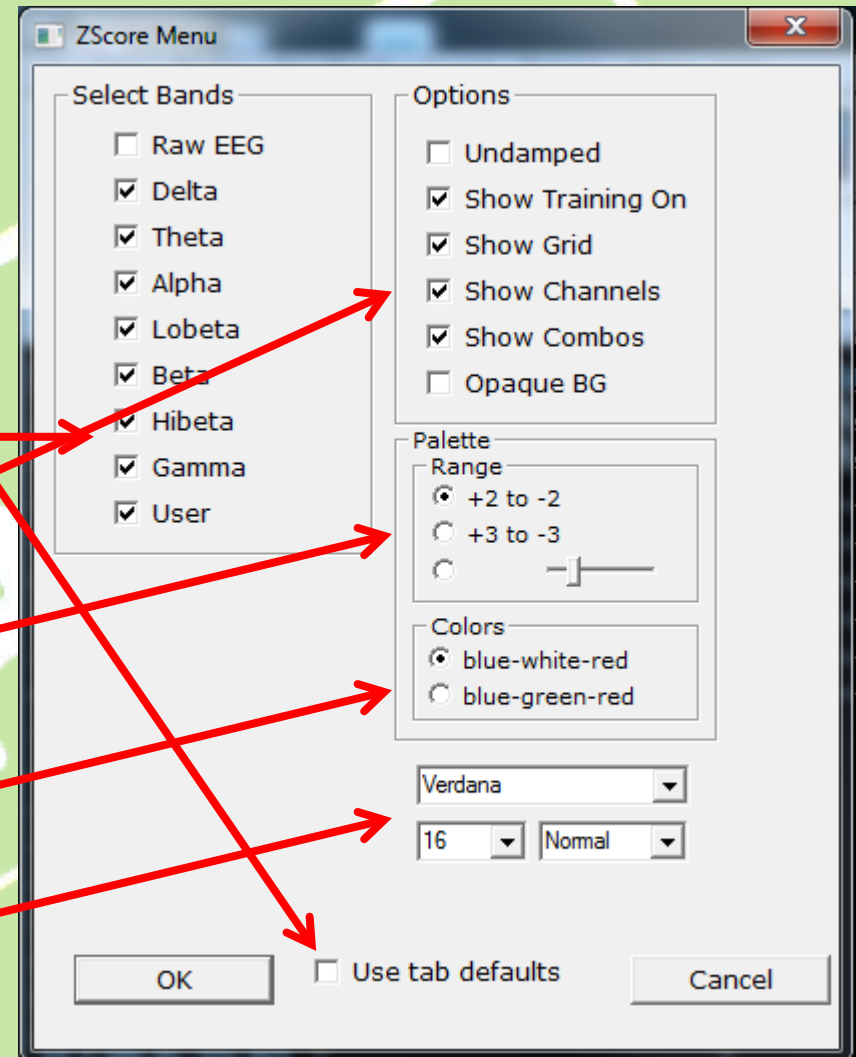 ZScore Menu
Select Bands
Raw EEG
Delta
Theta
Alpha
Lobeta
Beta
Hibeta
Gamma
User
Options
Undamped
Show Training On
Show Grid
Show Channels
Show Combos
Opaque BG
Palette
Range
+2 to -2
+3 to -3
Colors
blue-white-red
blue-green-red
Verdana
16 Normal
OK Use tab defaults Cancel